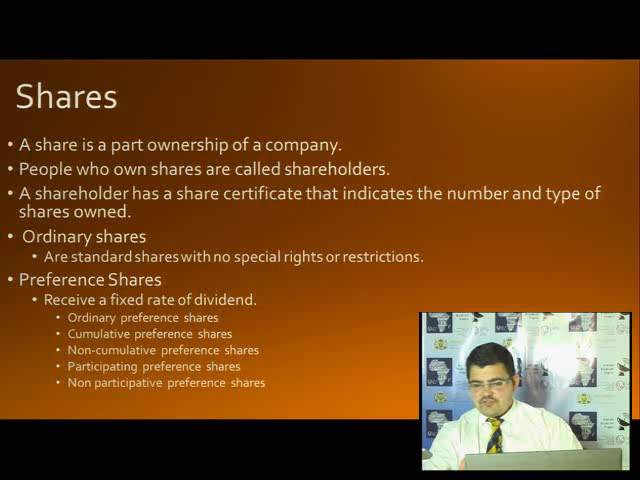 Shares
• A share is a part ownership of a company.
• People who own shares are called shareholders.
• A shareholder has a share certificate that indicates the number and type of
shares owned.
• Ordinary shares
• Are standard shares with no special rights or restrictions.
• Preference Shares
• Receive a fixed rate of dividend.
• Ordinary preference shares
• Cumulative preference shares
• Non-cumulative preference shares
• Participating preference shares
• Non participative preference shares